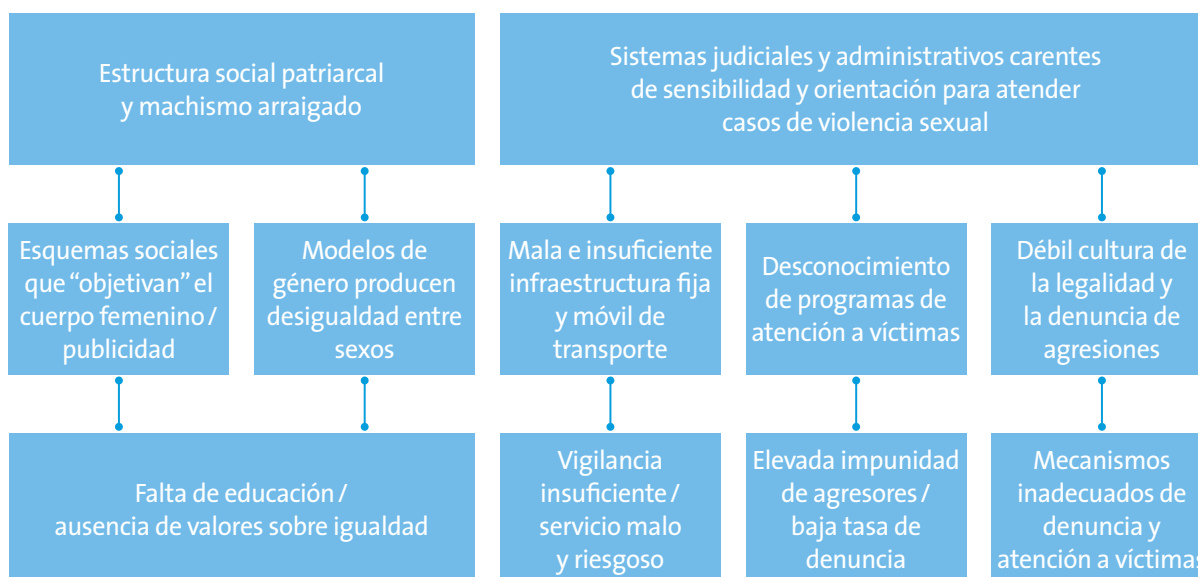 Estructura social patriarcal
y machismo arraigado
Sistemas judiciales y administrativos carentes
de sensibilidad y orientación para atender
casos de violencia sexual
Esquemas sociales
que “objetivan” el
cuerpo femenino /
publicidad
Modelos de
género producen
desigualdad entre
sexos
Mala e insuficiente
infraestructura fija
y móvil de
transporte
Desconocimiento
de programas de
atención a víctimas
Débil cultura de
la legalidad y
la denuncia de
agresiones
Falta de educación /
ausencia de valores sobre igualdad
Vigilancia
insuficiente /
servicio malo
y riesgoso
Elevada impunidad
de agresores /
baja tasa de
denuncia
Mecanismos
inadecuados de
denuncia y
atención a víctimas